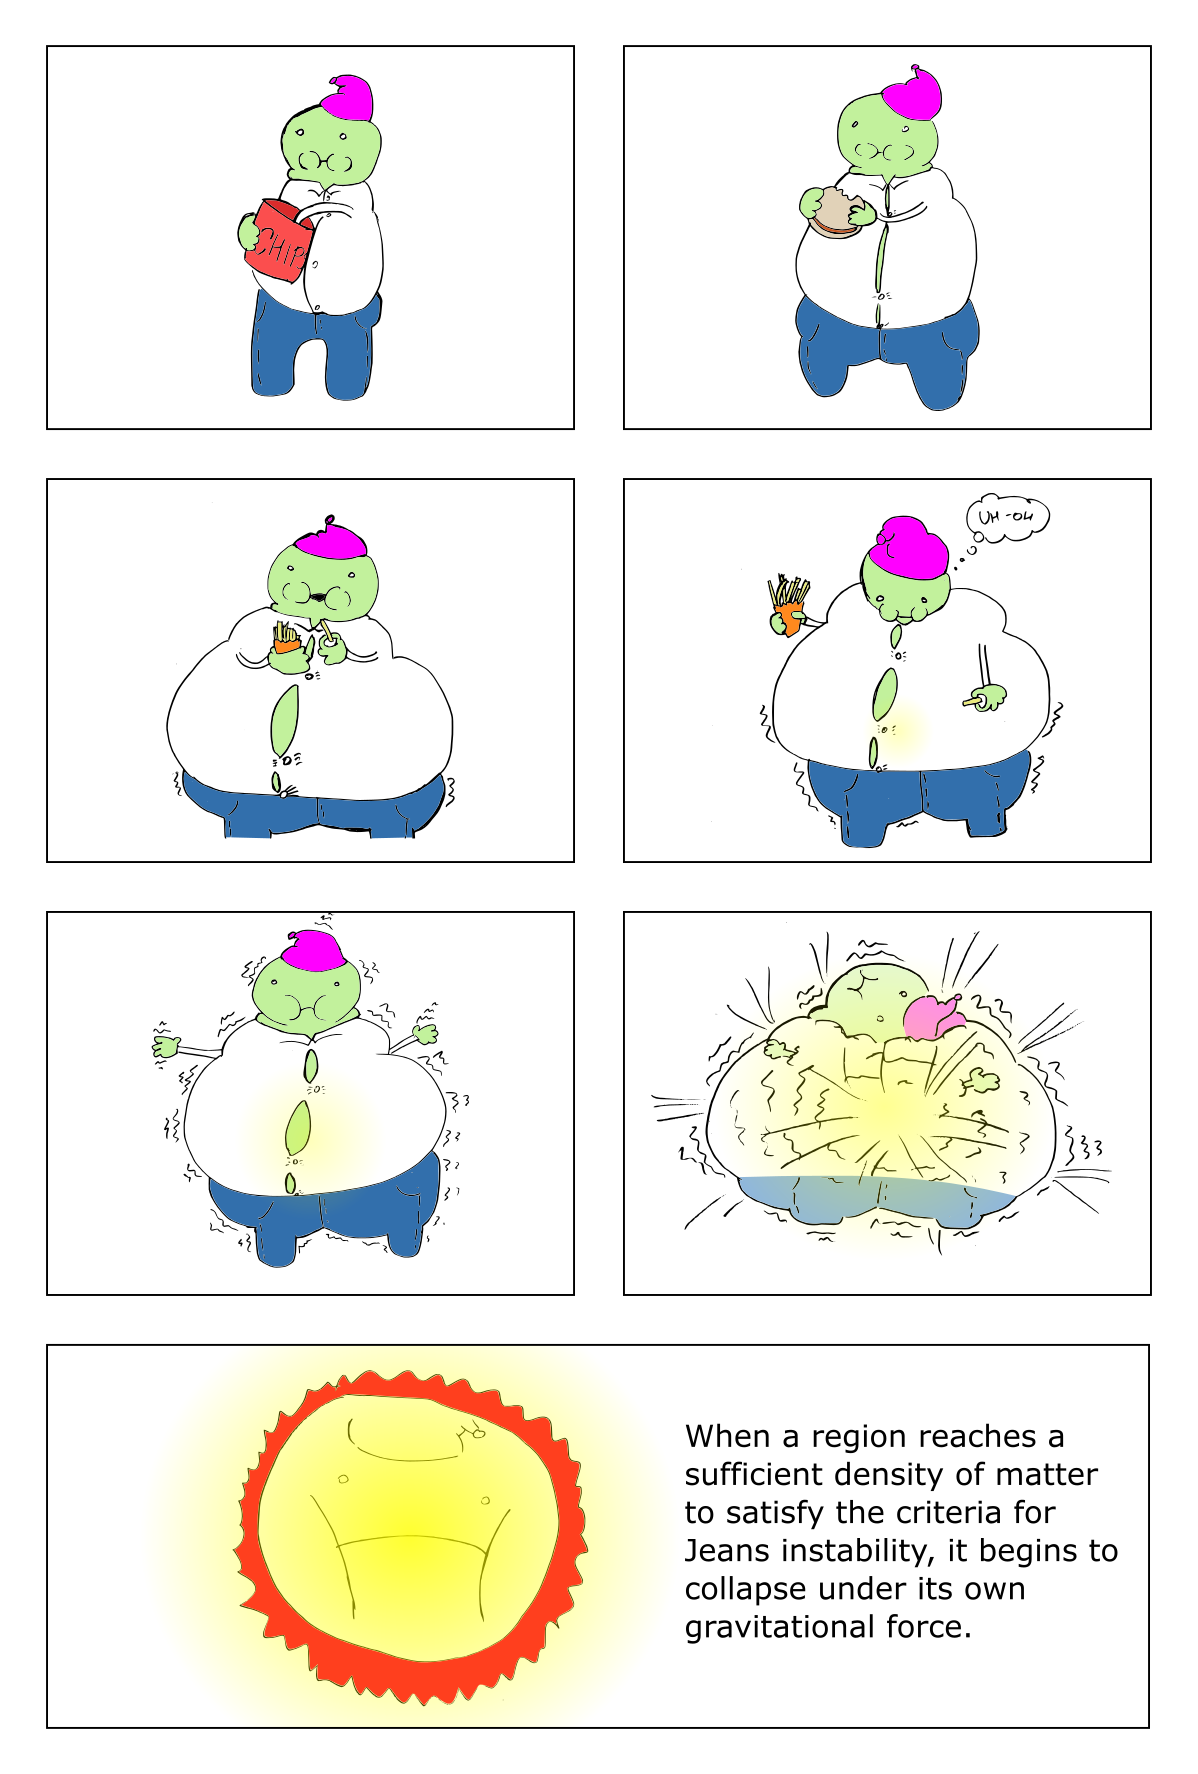 CHIPS
UH-OH
When a region reaches a
sufficient density of matter
to satisfy the criteria for
Jeans instability, it begins to
collapse under its own
gravitational force.